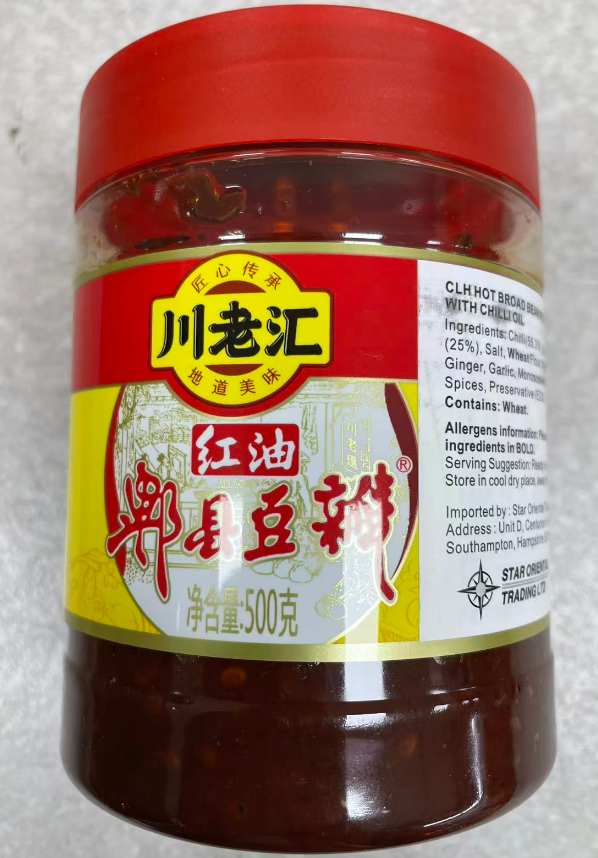 匠心传承
川老汇
地道美味
红油
郫县豆瓣
®
净含量:500克
CLH HOT BROAD BEAN
WITH CHILLI OIL
Ingredients: Chilli
(25%), Salt, Wheat Flour
Ginger, Garlic,
Spices, Preservative
Contains: Wheat.
Allergens information:
ingredients in BOLD.
Serving Suggestion: Ready
Store in cool dry place,
Imported by : Star Oriental
Address : Unit D,
Southampton, Hampshire
STAR ORIENTAL
TRADING LTD